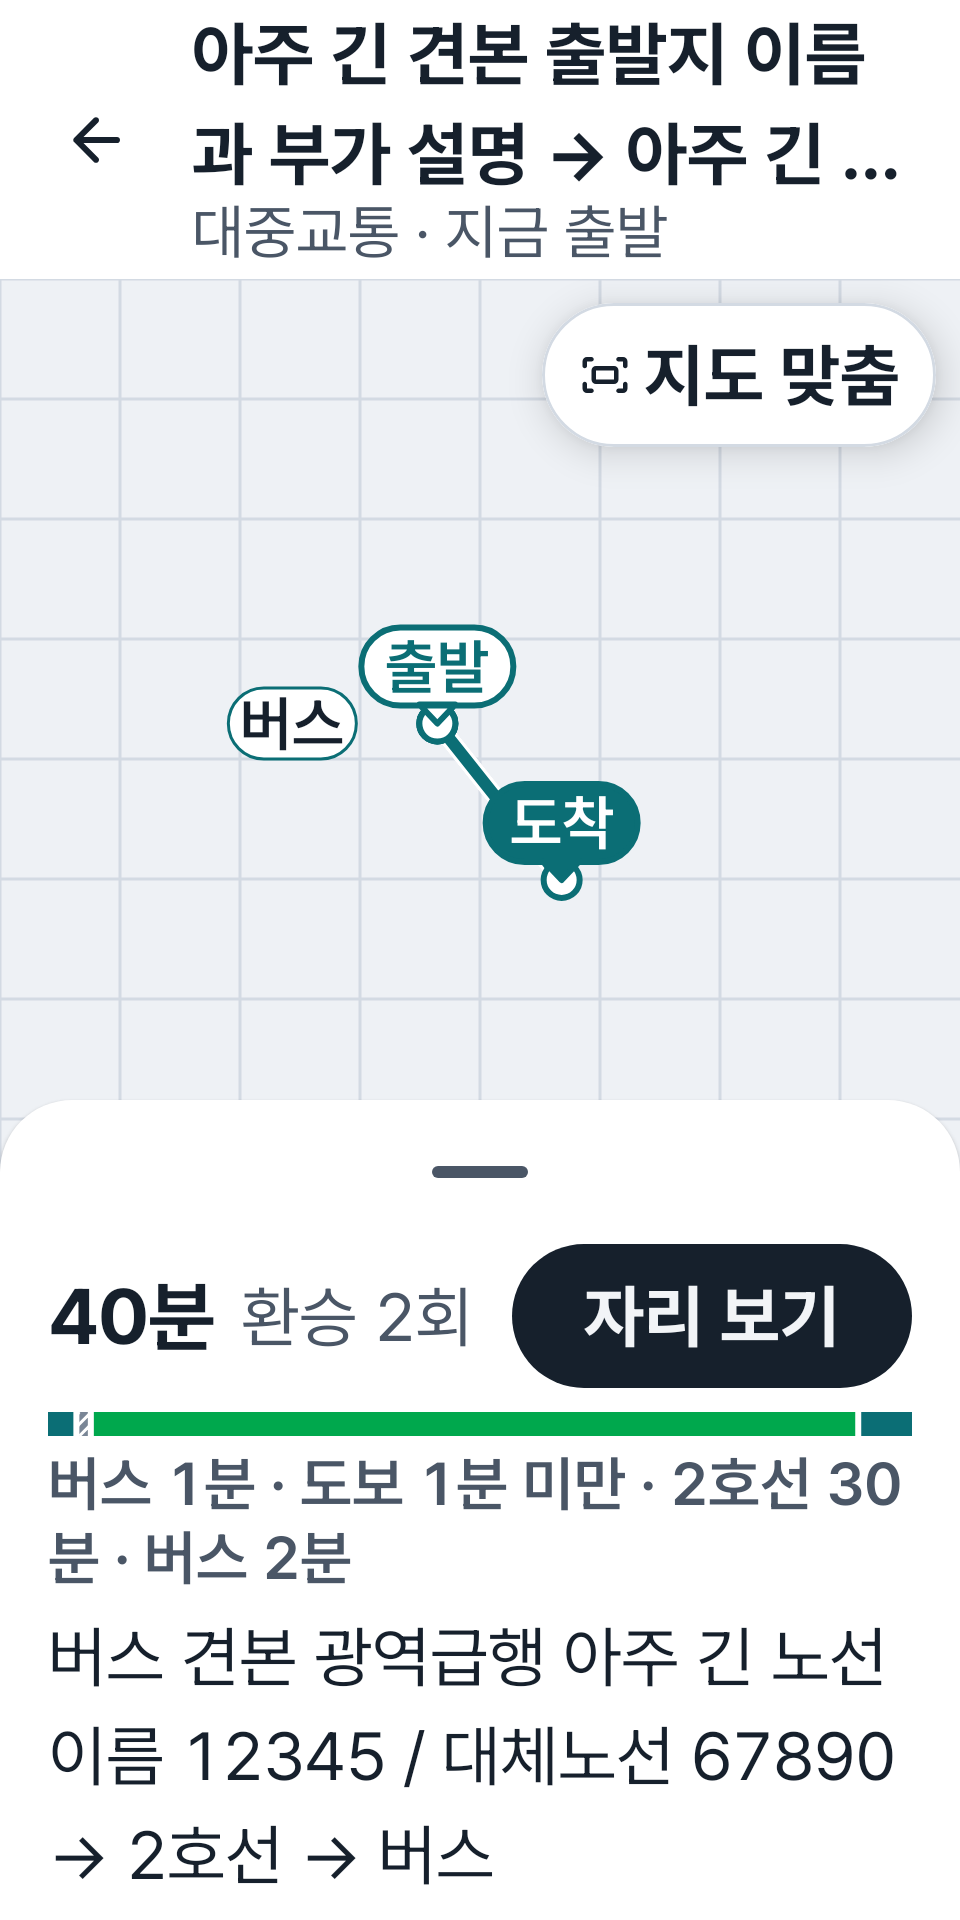 아주 긴 견본 출발지 이름
과 부가 설명 → 아주 긴 ...
대중교통 · 지금 출발
지도 맞춤
출발
버스
도착
40분 환승 2회
자리 보기
버스 1분 · 도보 1분 미만 · 2호선 30
분 · 버스 2분
버스 견본 광역급행 아주 긴 노선
이름 12345 / 대체노선 67890
→ 2호선 → 버스